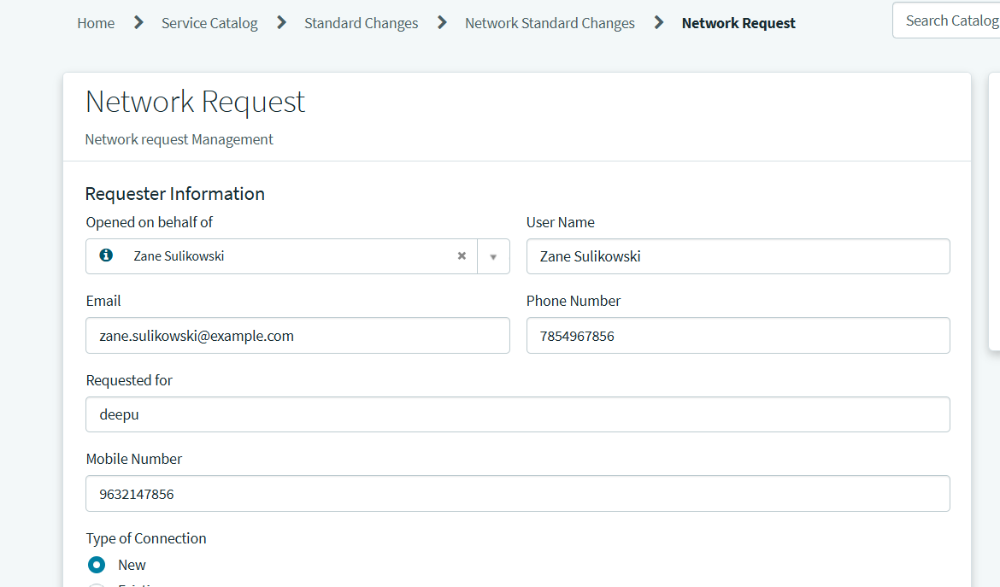 Home Service Catalog Standard Changes Network Standard Changes Network Request
Search Catalog
Network Request
Network request Management
Requester Information
Opened on behalf of User Name
Zane Sulikowski Zane Sulikowski
Email Phone Number
zane.sulikowski@example.com 7854967856
Requested for
deepu
Mobile Number
9632147856
Type of Connection
New